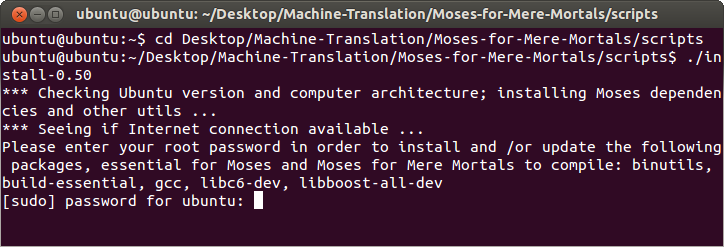 ubuntu@ubuntu: ~/Desktop/Machine-Translation/Moses-for-Mere-Mortals/scripts
ubuntu@ubuntu:~$ cd Desktop/Machine-Translation/Moses-for-Mere-Mortals/scripts
ubuntu@ubuntu:~/Desktop/Machine-Translation/Moses-for-Mere-Mortals/scripts$ ./in
stall-0.50
*** Checking Ubuntu version and computer architecture; installing Moses dependen
cies and other utils ...
*** Seeing if Internet connection available ...
Please enter your root password in order to install and /or update the following
 packages, essential for Moses and Moses for Mere Mortals to compile: binutils,
build-essential, gcc, libc6-dev, libboost-all-dev
[sudo] password for ubuntu: